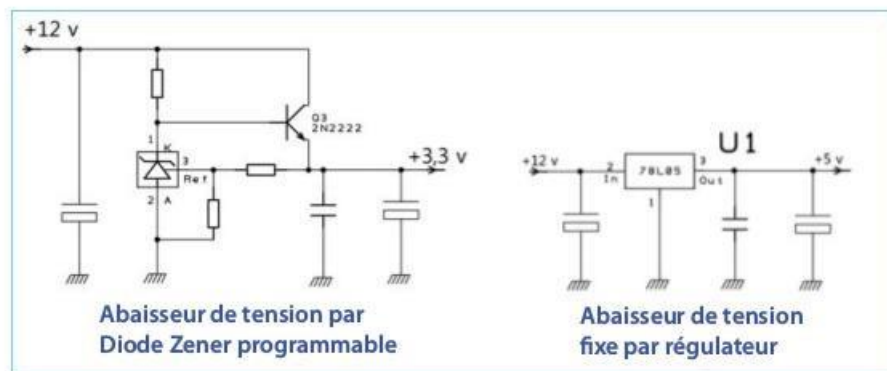 +12 v
Q3
2N2222
1
K
3
Ref
2
A
+3,3 v
Abaisseur de tension par
Diode Zener programmable
U1
+12 v
2
In
78L05
3
Out
+5 v
1
Abaisseur de tension
fixe par régulateur